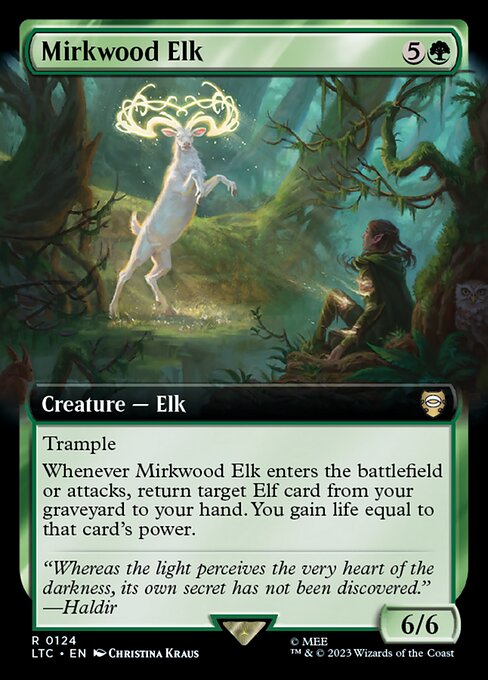 Mirkwood Elk 5
Creature — Elk
Trample
Whenever Mirkwood Elk enters the battlefield
or attacks, return target Elf card from your
graveyard to your hand. You gain life equal to
that card’s power.
“Whereas the light perceives the very heart of the
darkness, its own secret has not been discovered.”
—Haldir
6/6
R 0124
LTC • EN Christina Kraus
© MEE
™ & © 2023 Wizards of the Coast